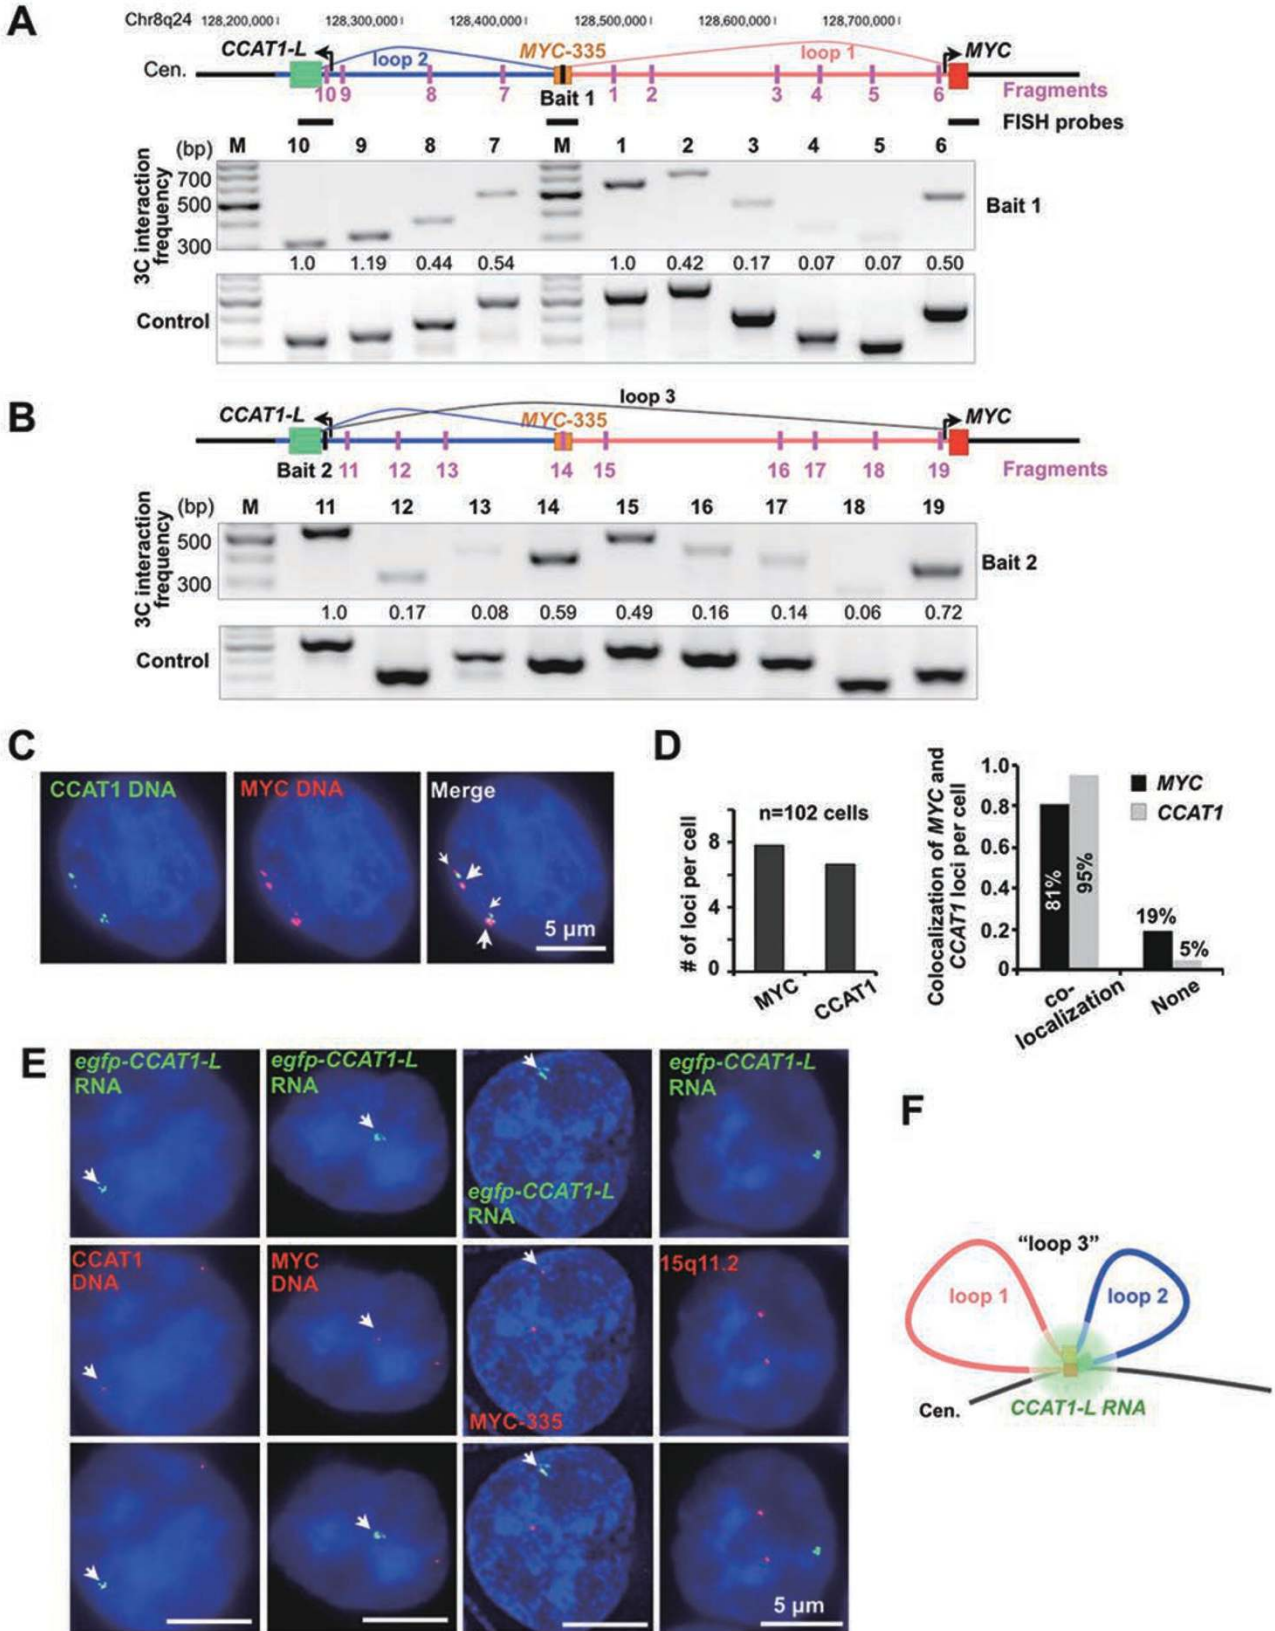 A
Chr8q24 128,200,000 128,300,000 128,400,000 128,500,000 128,600,000 128,700,000
CCAT1-L loop 2 MYC-335 loop 1 MYC
Cen.
10 9 8 7 Bait 1 1 2 3 4 5 6 Fragments
FISH probes
(bp) M 10 9 8 7 M 1 2 3 4 5 6
3C interaction
frequency
700
500
300
Bait 1
1.0 1.19 0.44 0.54 1.0 0.42 0.17 0.07 0.07 0.50
Control
B
loop 3
CCAT1-L MYC-335 MYC
Bait 2 11 12 13 14 15 16 17 18 19 Fragments
(bp) M 11 12 13 14 15 16 17 18 19
3C interaction
frequency
500
300
Bait 2
1.0 0.17 0.08 0.59 0.49 0.16 0.14 0.06 0.72
Control
C
CCAT1 DNA MYC DNA Merge
5 µm
D
n=102 cells
# of loci per cell
8
4
0
MYC CCAT1
Colocalization of MYC and
CCAT1 loci per cell
1.0
0.8
0.6
0.4
0.2
0
MYC
CCAT1
81% 95%
19% 5%
co-
localization
None
E
egfp-CCAT1-L
RNA
egfp-CCAT1-L
RNA
egfp-CCAT1-L
RNA
egfp-CCAT1-L
RNA
CCAT1
DNA
MYC
DNA
MYC-335
15q11.2
5 µm
F
“loop 3”
loop 1 loop 2
Cen. CCAT1-L RNA